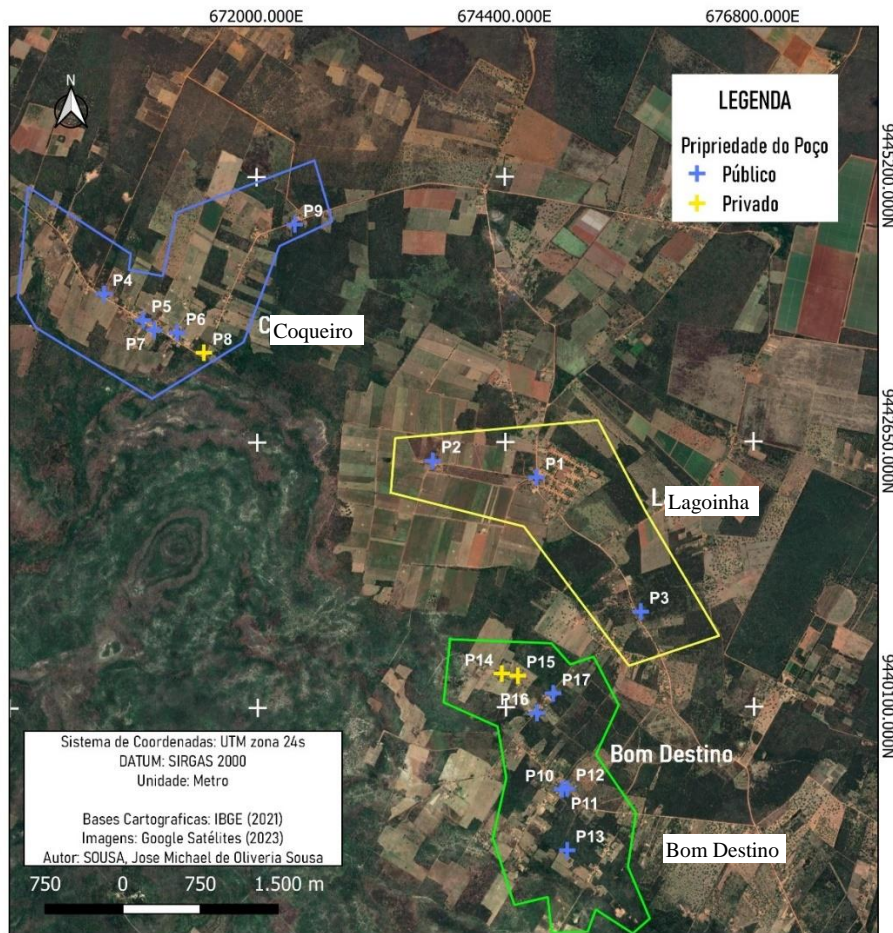 672000.000E 674400.000E 676800.000E
N
LEGENDA
Pripriedade do Poço
Público
Privado
9445200.000N
P9
P4
P5
P6
P7
P8
C
Coqueiro
9442650.000N
P2
P1
L
Lagoinha
P3
P14
P15
P17
P16
9440100.000N
Bom Destino
P10
P12
P11
P13
Bom Destino
Sistema de Coordenadas: UTM zona 24s
DATUM: SIRGAS 2000
Unidade: Metro
Bases Cartograficas: IBGE (2021)
Imagens: Google Satélites (2023)
Autor: SOUSA, Jose Michael de Oliveria Sousa
750 0 750 1.500 m